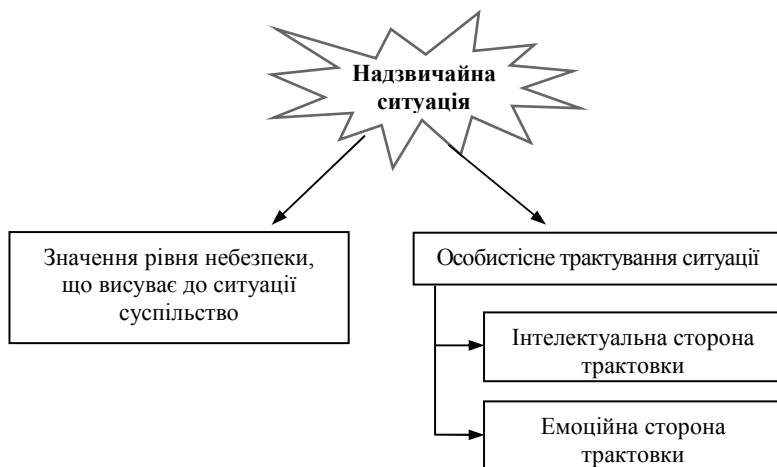 Надзвичайна
ситуація
Значення рівня небезпеки,
що висуває до ситуації
суспільство
Особистісне трактування ситуації
Інтелектуальна сторона
трактовки
Емоційна сторона
трактовки